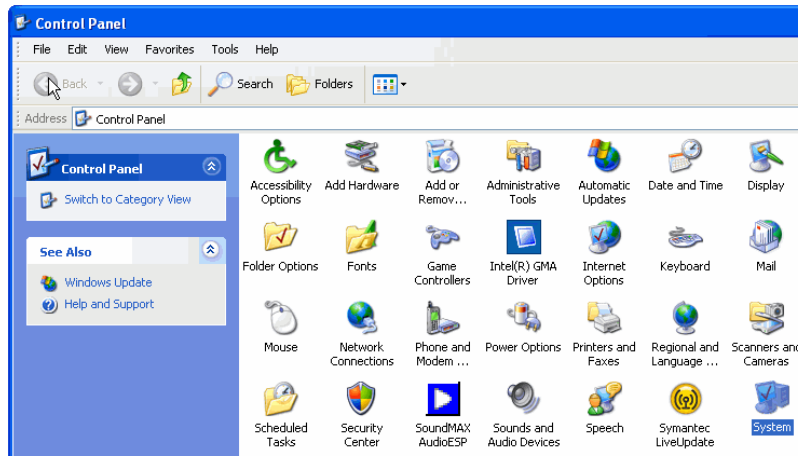 Control Panel
File Edit View Favorites Tools Help
Back Search Folders
Address Control Panel
Control Panel
Switch to Category View
See Also
Windows Update
Help and Support
Accessibility Options
Add Hardware
Add or Remov...
Administrative Tools
Automatic Updates
Date and Time
Display
Folder Options
Fonts
Game Controllers
Intel(R) GMA Driver
Internet Options
Keyboard
Mail
Mouse
Network Connections
Phone and Modem ...
Power Options
Printers and Faxes
Regional and Language ...
Scanners and Cameras
Scheduled Tasks
Security Center
SoundMAX AudioESP
Sounds and Audio Devices
Speech
Symantec LiveUpdate
System